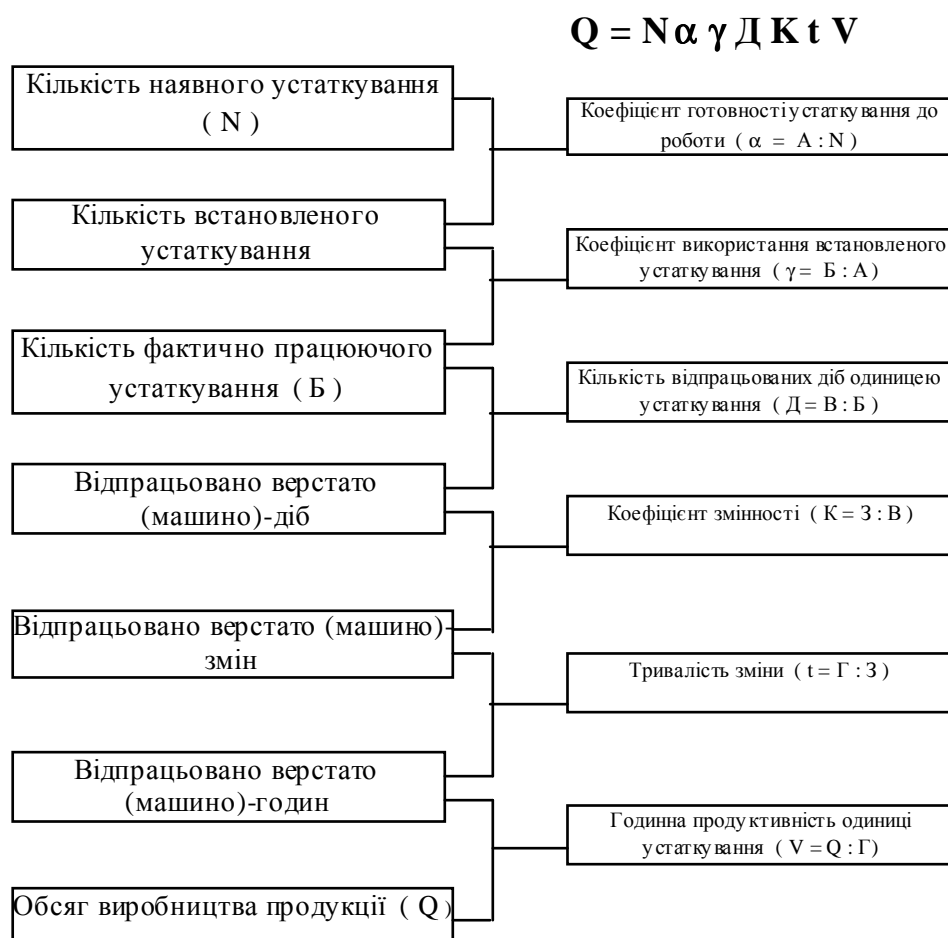 Q = Nα γ Д K t V
Кількість наявного устаткування
( N )
Коефіцієнт готовності устаткування до
роботи ( α = А : N )
Кількість встановленого
устаткування
Коефіцієнт використання встановленого
устаткування ( γ = Б : А )
Кількість фактично працюючого
устаткування ( Б )
Кількість відпрацьованих діб одиницею
устаткування ( Д = В : Б )
Відпрацьовано верстато
(машино)-діб
Коефіцієнт змінності ( К = З : В )
Відпрацьовано верстато (машино)-
змін
Тривалість зміни ( t = Г : З )
Відпрацьовано верстато
(машино)-годин
Годинна продуктивність одиниці
устаткування ( V = Q : Г)
Обсяг виробництва продукції ( Q )